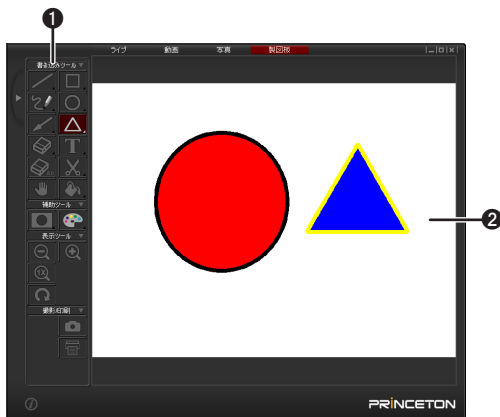 ❶
ライブ 動画 写真 製図板
書き込みツール
T
補助ツール
表示ツール
1X
撮影/印刷
❷
PRINCETON